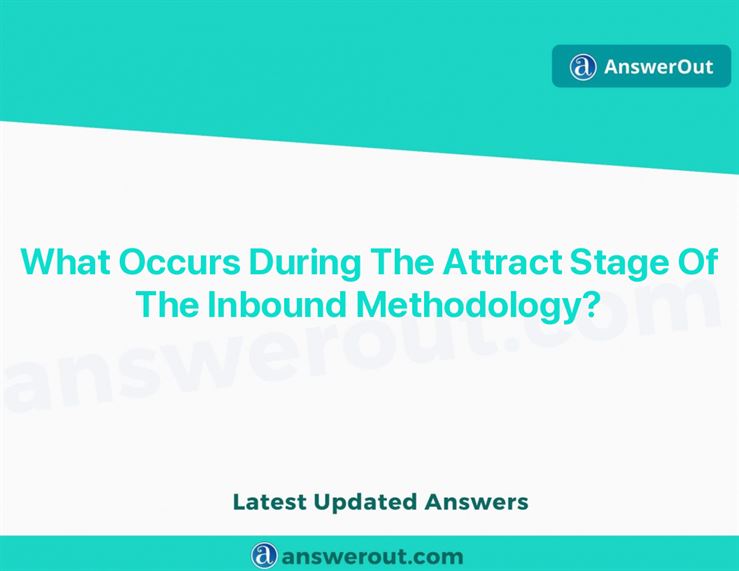 AnswerOut
What Occurs During The Attract Stage Of
The Inbound Methodology?
answerout.com
Latest Updated Answers
answerout.com